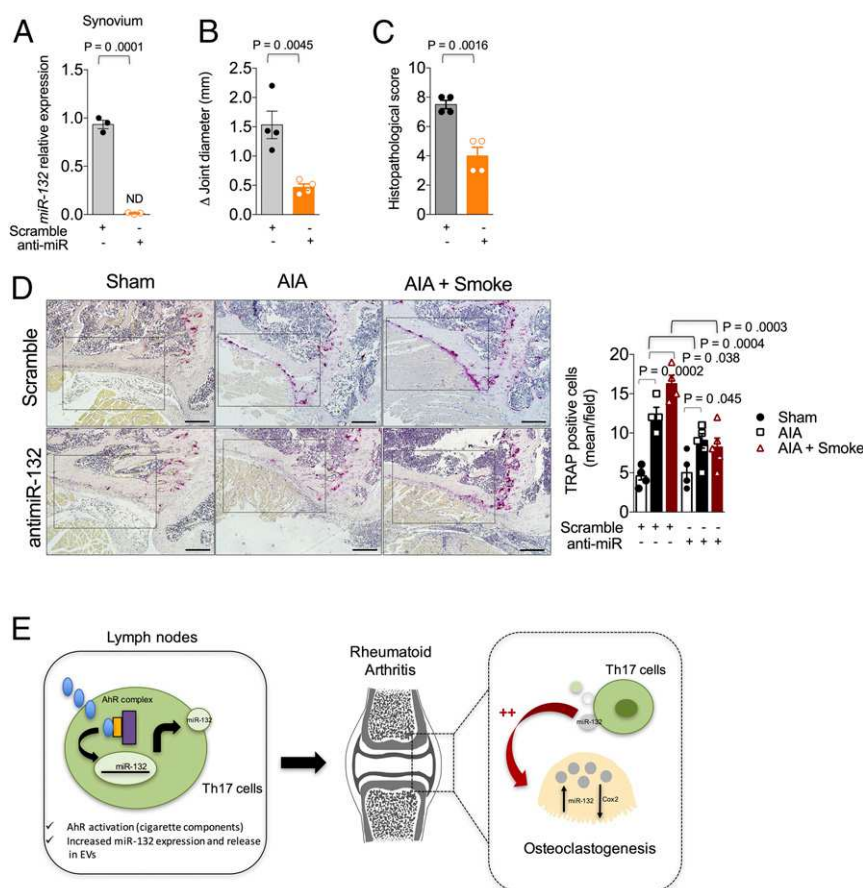 A
Synovium
P = 0 .0001
miR-132 relative expression
1.5
1.0
0.5
0.0
ND
Scramble + -
anti-miR - +
B
P = 0 .0045
Δ Joint diameter (mm)
2.5
2.0
1.5
1.0
0.5
0.0
+ -
- +
C
P = 0 .0016
Histopathological score
10
8
6
4
2
0
+ -
- +
D
Sham
AIA
AIA + Smoke
Scramble
antimiR-132
P = 0 .0003
P = 0 .0004
P = 0 .038
P = 0 .0002
P = 0 .045
TRAP positive cells
(mean/field)
20
15
10
5
0
Sham
AIA
AIA + Smoke
Scramble + + + - - -
anti-miR - - - + + +
E
Lymph nodes
AhR complex
miR-132
miR-132
Th17 cells
✓ AhR activation (cigarette components)
✓ Increased miR-132 expression and release
in EVs
Rheumatoid
Arthritis
Th17 cells
++
miR-132
miR-132
Cox2
Osteoclastogenesis